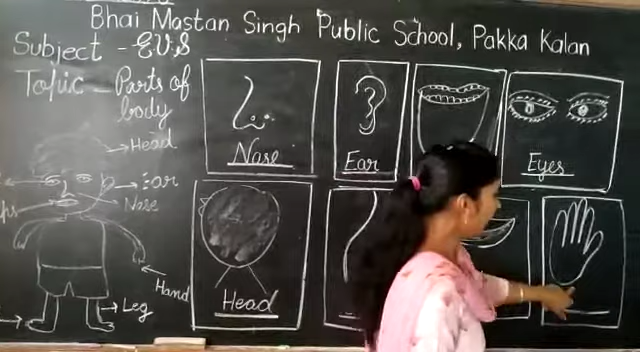 Bhai Mastan Singh Public School, Pakka Kalan
Subject - EVS
Topic - Parts of
body
Nose
Ear
Eyes
Head
Ear
Nose
Hand
Leg
Head